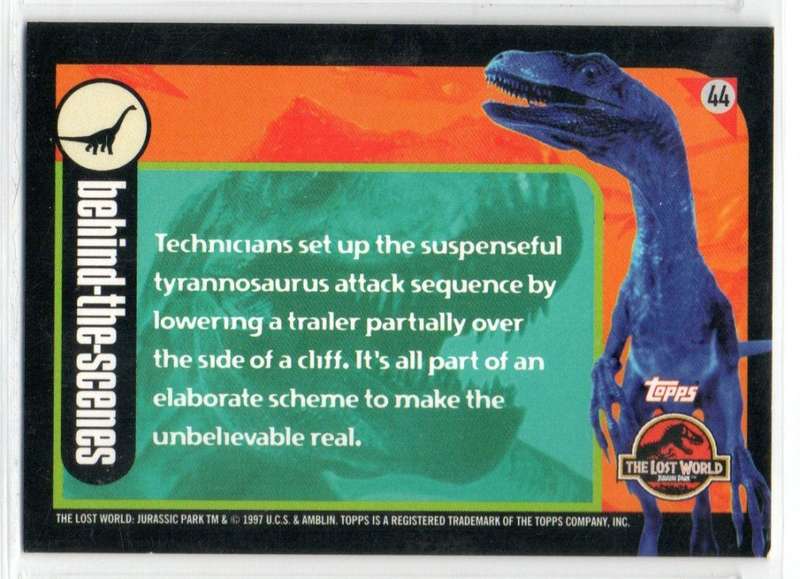 44
behind-the-scenes
Technicians set up the suspenseful
tyrannosaurus attack sequence by
lowering a trailer partially over
the side of a cliff. It's all part of an
elaborate scheme to make the
unbelievable real.
topps
THE LOST WORLD
JURASSIC PARK™
THE LOST WORLD: JURASSIC PARK TM & © 1997 U.C.S. & AMBLIN. TOPPS IS A REGISTERED TRADEMARK OF THE TOPPS COMPANY, INC.